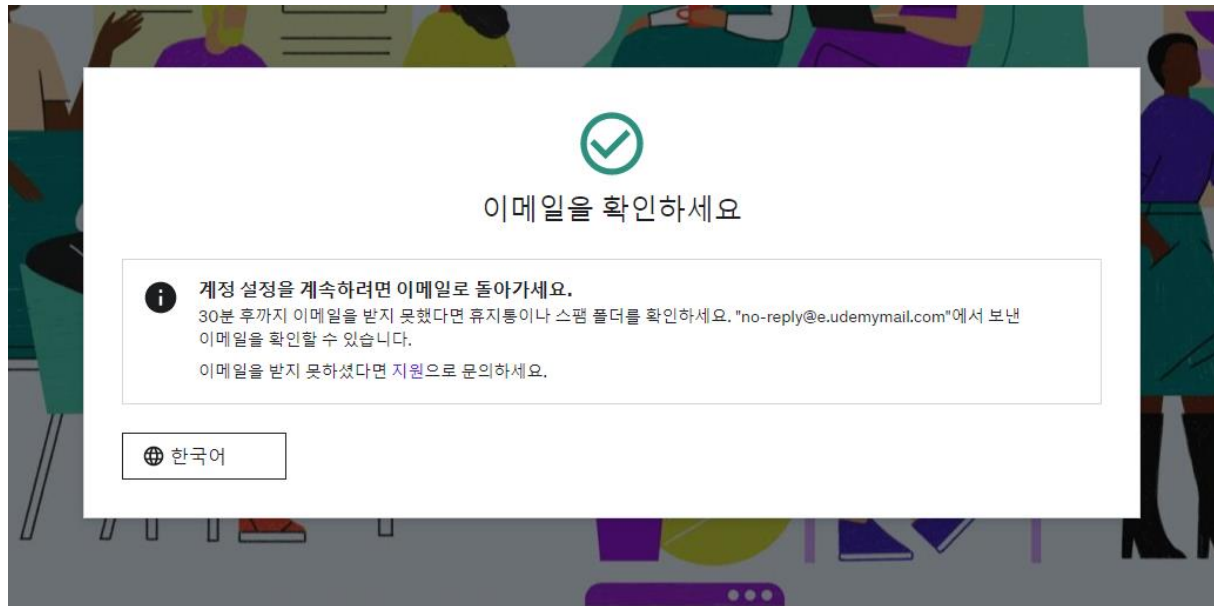 이메일을 확인하세요
계정 설정을 계속하려면 이메일로 돌아가세요.
30분 후까지 이메일을 받지 못했다면 휴지통이나 스팸 폴더를 확인하세요. "no-reply@e.udemymail.com"에서 보낸
이메일을 확인할 수 있습니다.
이메일을 받지 못하셨다면 지원으로 문의하세요.
한국어